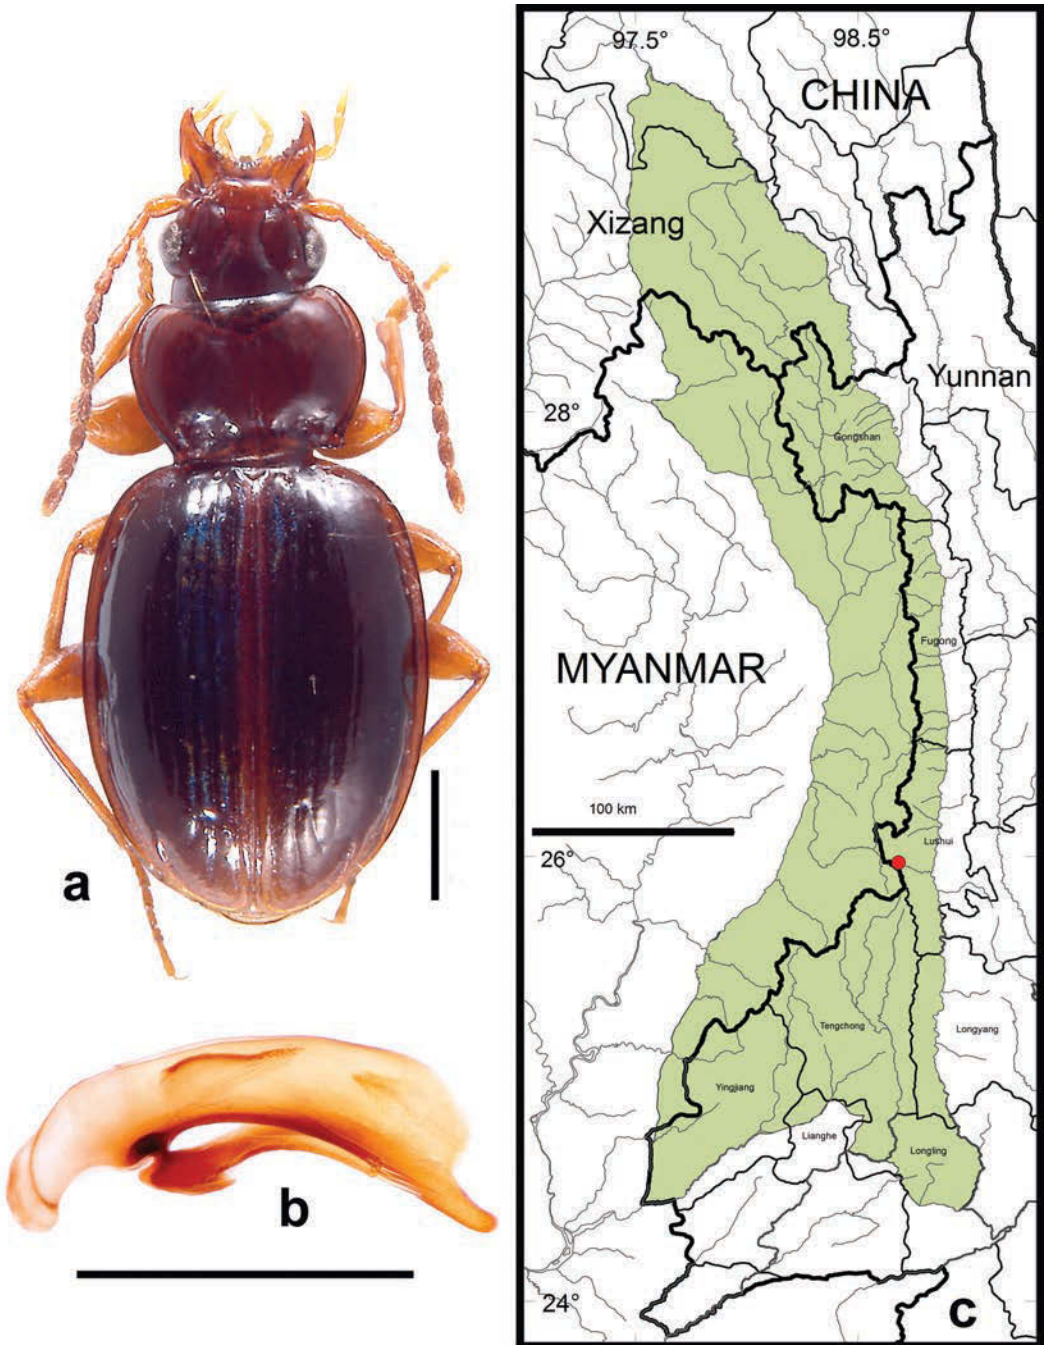 a
b
97.5°
98.5°
CHINA
Xizang
Yunnan
28°
Gongshan
Fugong
MYANMAR
100 km
Lushui
26°
Tengchong
Longyang
Yingjiang
Lianghe
Longling
24°
c